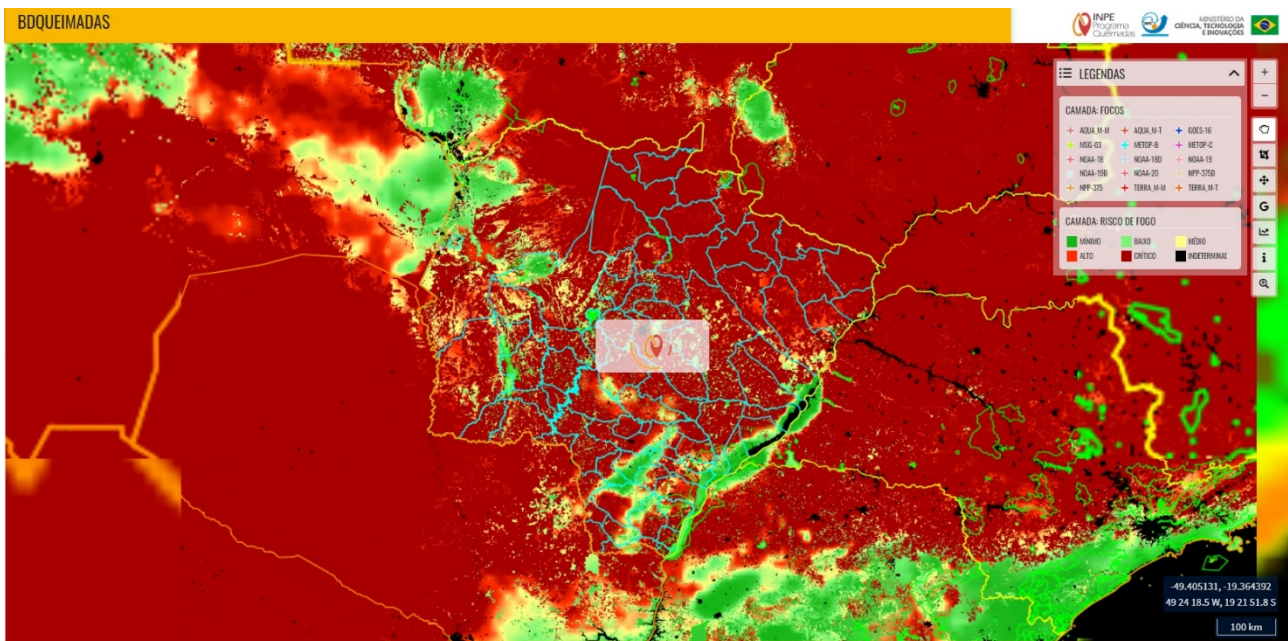 BDQUEIMADAS
INPE
Programa
Queimadas
INPE
MINISTÉRIO DA
CIÊNCIA, TECNOLOGIA
E INOVAÇÕES
LEGENDAS
CAMADA: FOCOS
AQUA_M-M AQUA_M-T GOES-16
MSG-03 METOP-B METOP-C
NOAA-18 NOAA-18D NOAA-19
NOAA-19D NOAA-20 NPP-375D
NPP-375 TERRA_M-M TERRA_M-T
CAMADA: RISCO DE FOGO
MÍNIMO BAIXO MÉDIO
ALTO CRÍTICO INDETERMINAD
+
−
G
i
-49.405131, -19.364392
49 24 18.5 W, 19 21 51.8 S
100 km